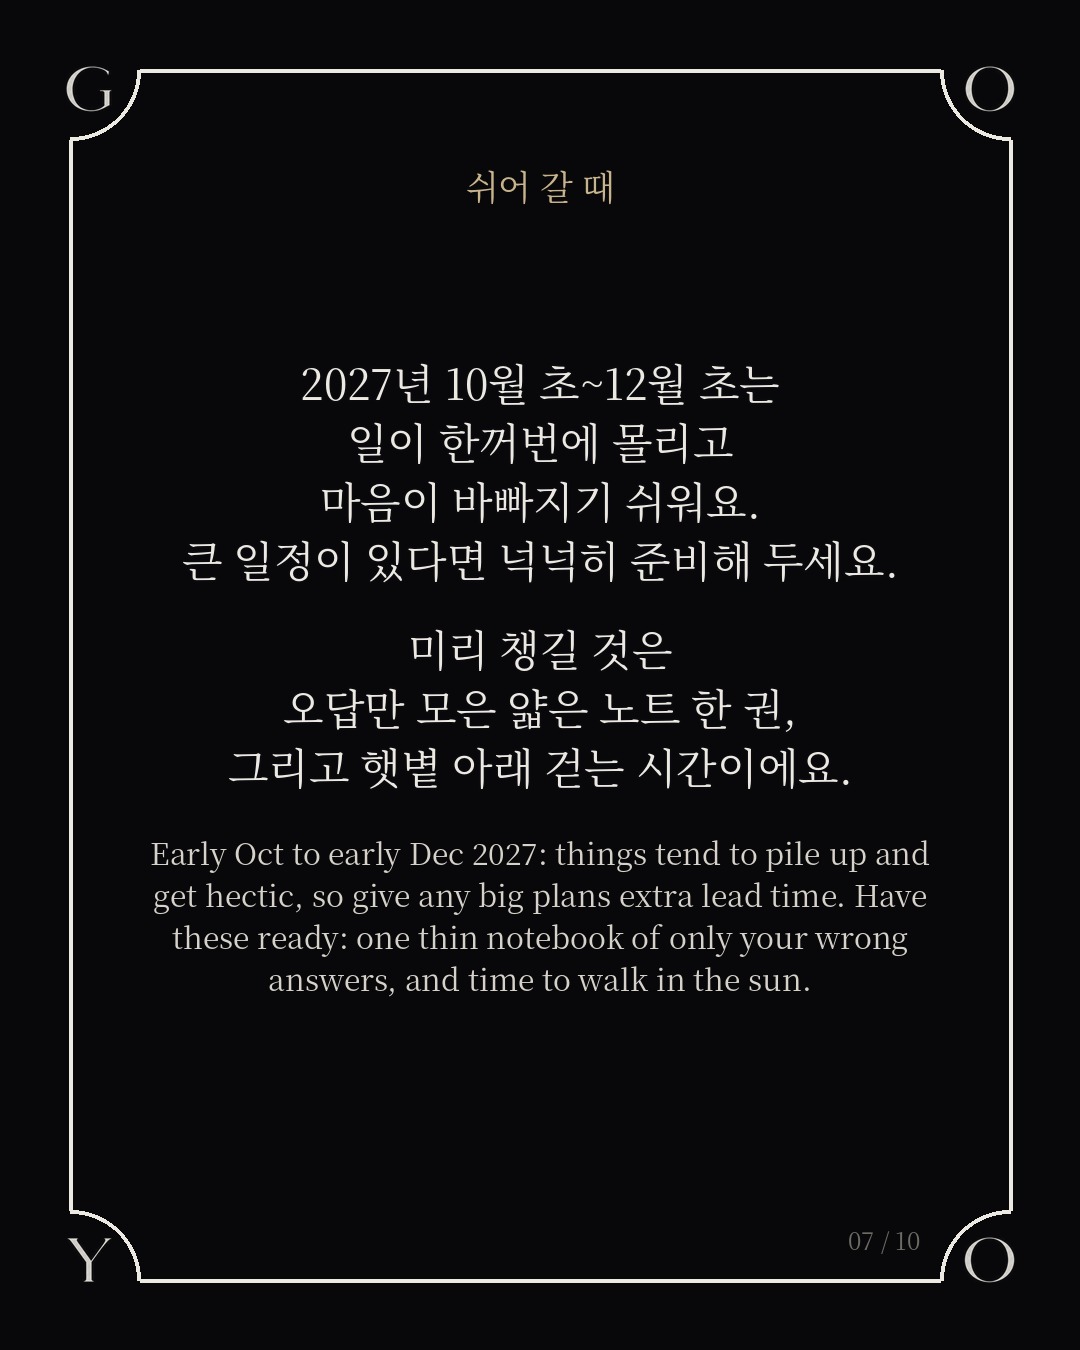 G O
쉬어 갈 때
2027년 10월 초~12월 초는
일이 한꺼번에 몰리고
마음이 바빠지기 쉬워요.
큰 일정이 있다면 넉넉히 준비해 두세요.
미리 챙길 것은
오답만 모은 얇은 노트 한 권,
그리고 햇볕 아래 걷는 시간이에요.
Early Oct to early Dec 2027: things tend to pile up and
get hectic, so give any big plans extra lead time. Have
these ready: one thin notebook of only your wrong
answers, and time to walk in the sun.
07 / 10
Y O